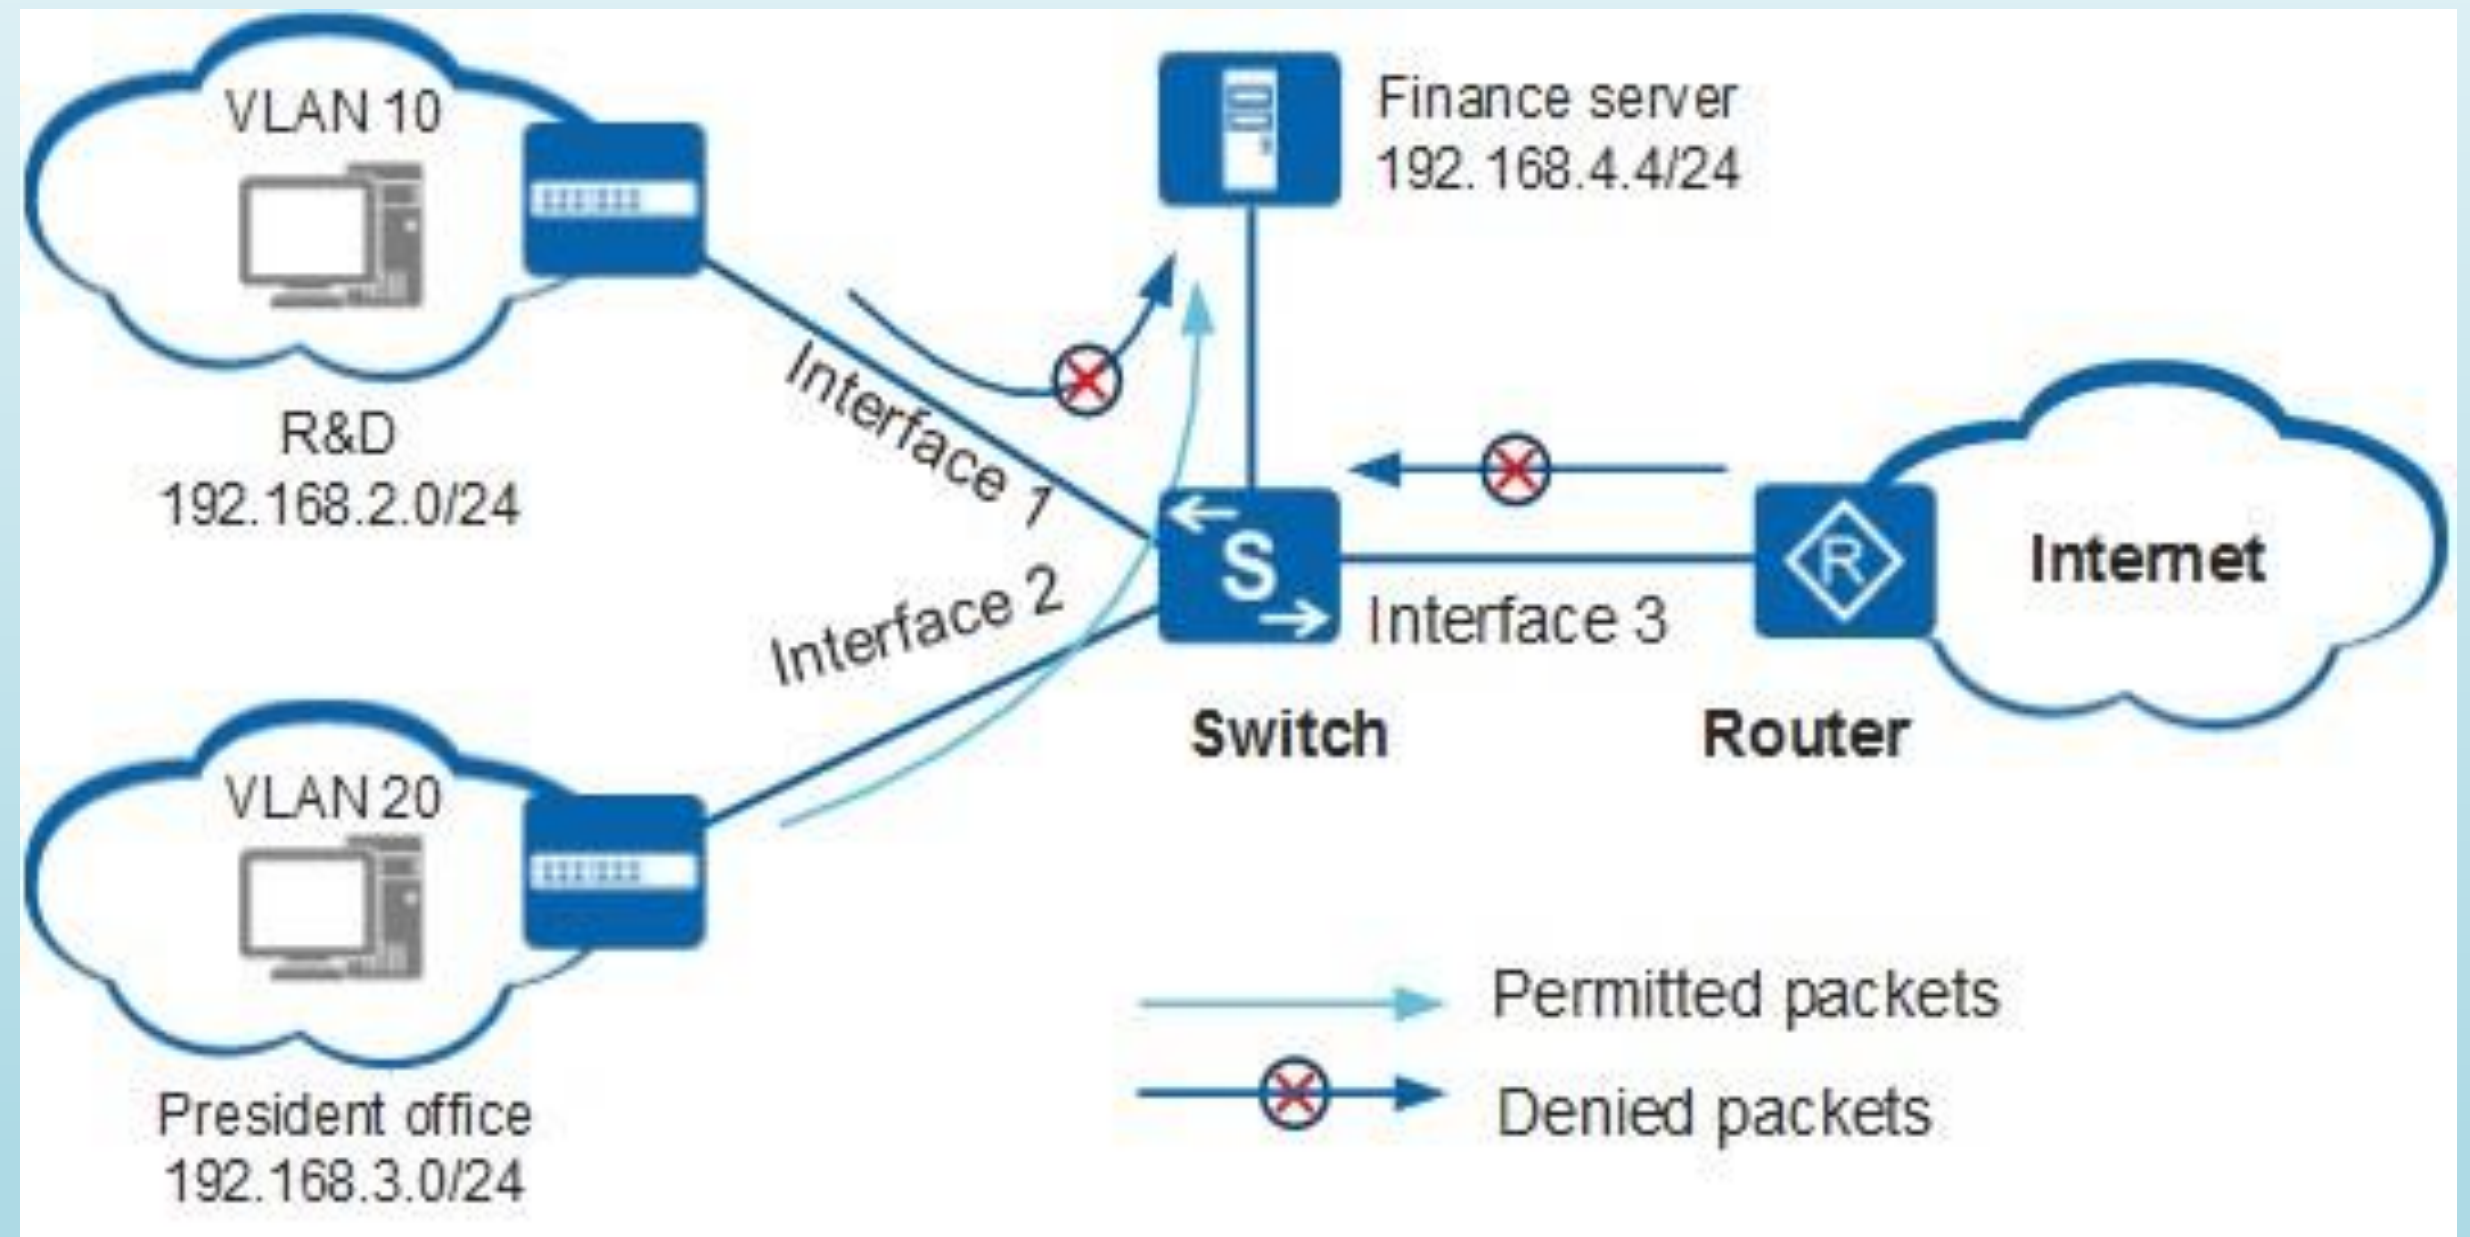 VLAN 10
R&D
192.168.2.0/24
Finance server
192.168.4.4/24
Interface 1
Interface 2
S
Interface 3
Switch
R
Router
Internet
VLAN 20
President office
192.168.3.0/24
Permitted packets
Denied packets